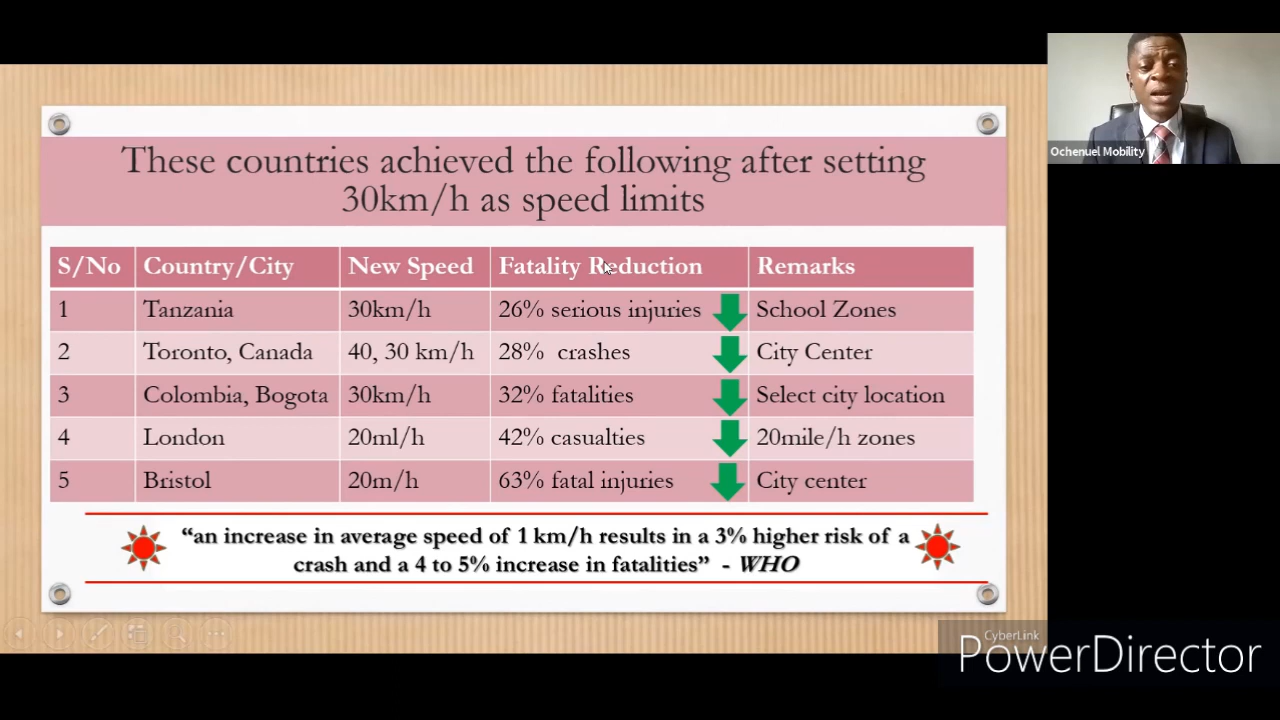 These countries achieved the following after setting
30km/h as speed limits
S/No Country/City New Speed Fatality Reduction Remarks
1 Tanzania 30km/h 26% serious injuries School Zones
2 Toronto, Canada 40, 30 km/h 28% crashes City Center
3 Colombia, Bogota 30km/h 32% fatalities Select city location
4 London 20ml/h 42% casualties 20mile/h zones
5 Bristol 20m/h 63% fatal injuries City center
“an increase in average speed of 1 km/h results in a 3% higher risk of a
crash and a 4 to 5% increase in fatalities” - WHO
Ochenuel Mobility
CyberLink
PowerDirector